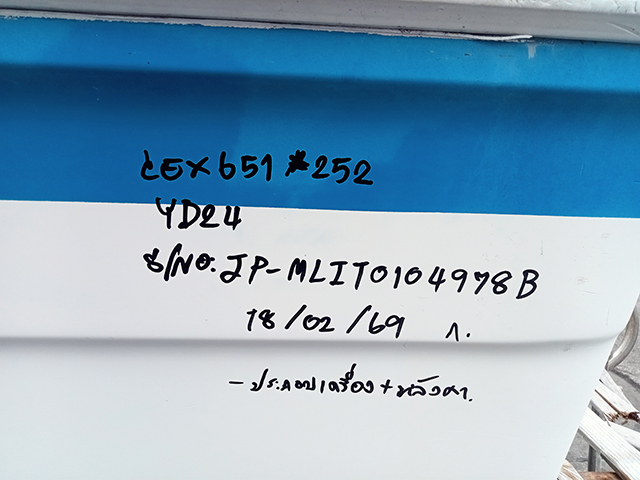 CEX651 *252
YD24
S/NO. JP-MLIT0104978B
18/02/69 ก.
- ประกอบเครื่อง + หลังคา.